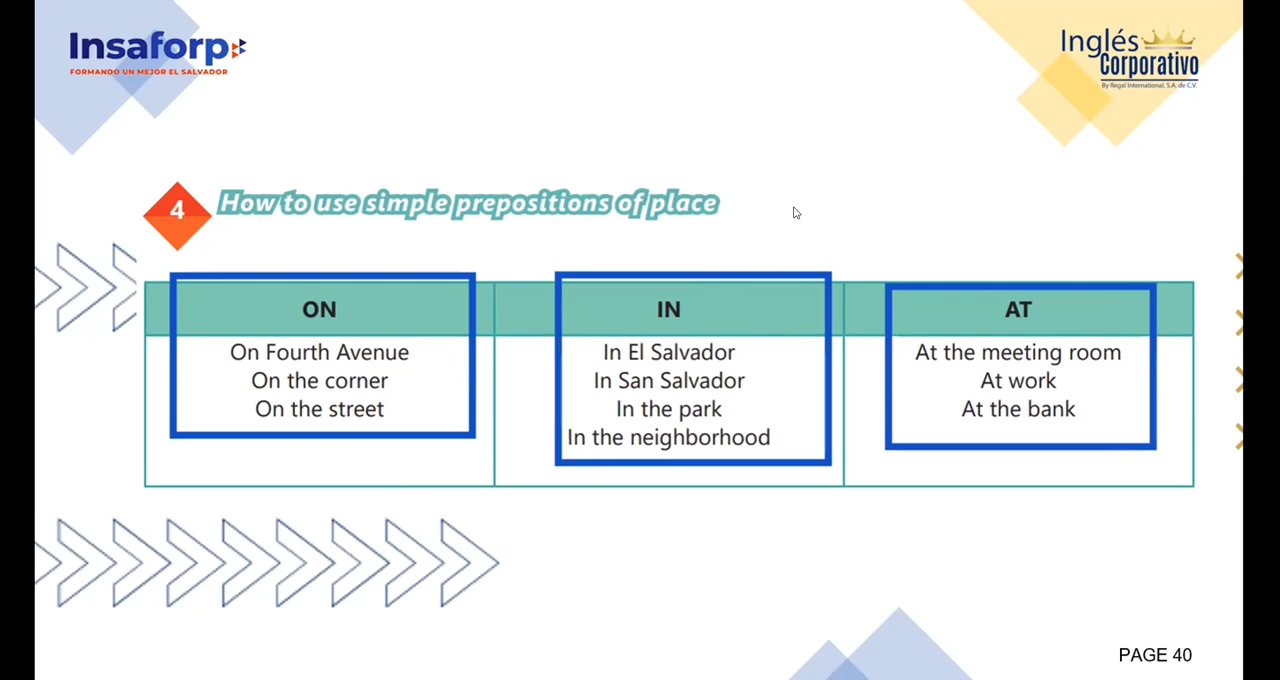 Insaforp
FORMANDO UN MEJOR EL SALVADOR
Inglés
Corporativo
By Regal International, S.A. de C.V.
4
How to use simple prepositions of place
ON
On Fourth Avenue
On the corner
On the street
IN
In El Salvador
In San Salvador
In the park
In the neighborhood
AT
At the meeting room
At work
At the bank
PAGE 40